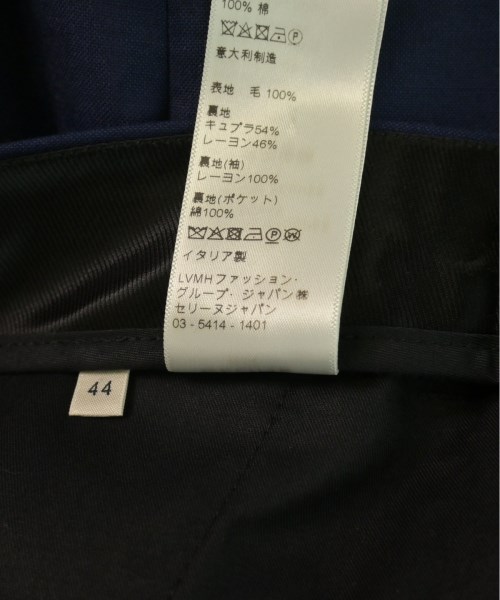 100% 棉
意大利制造
表地 毛 100%
裏地
キュプラ54%
レーヨン46%
裏地(袖)
レーヨン100%
裏地(ポケット)
綿100%
イタリア製
LVMHファッション・
グループ・ジャパン㈱
セリーヌジャパン
03 - 5414 - 1401
44